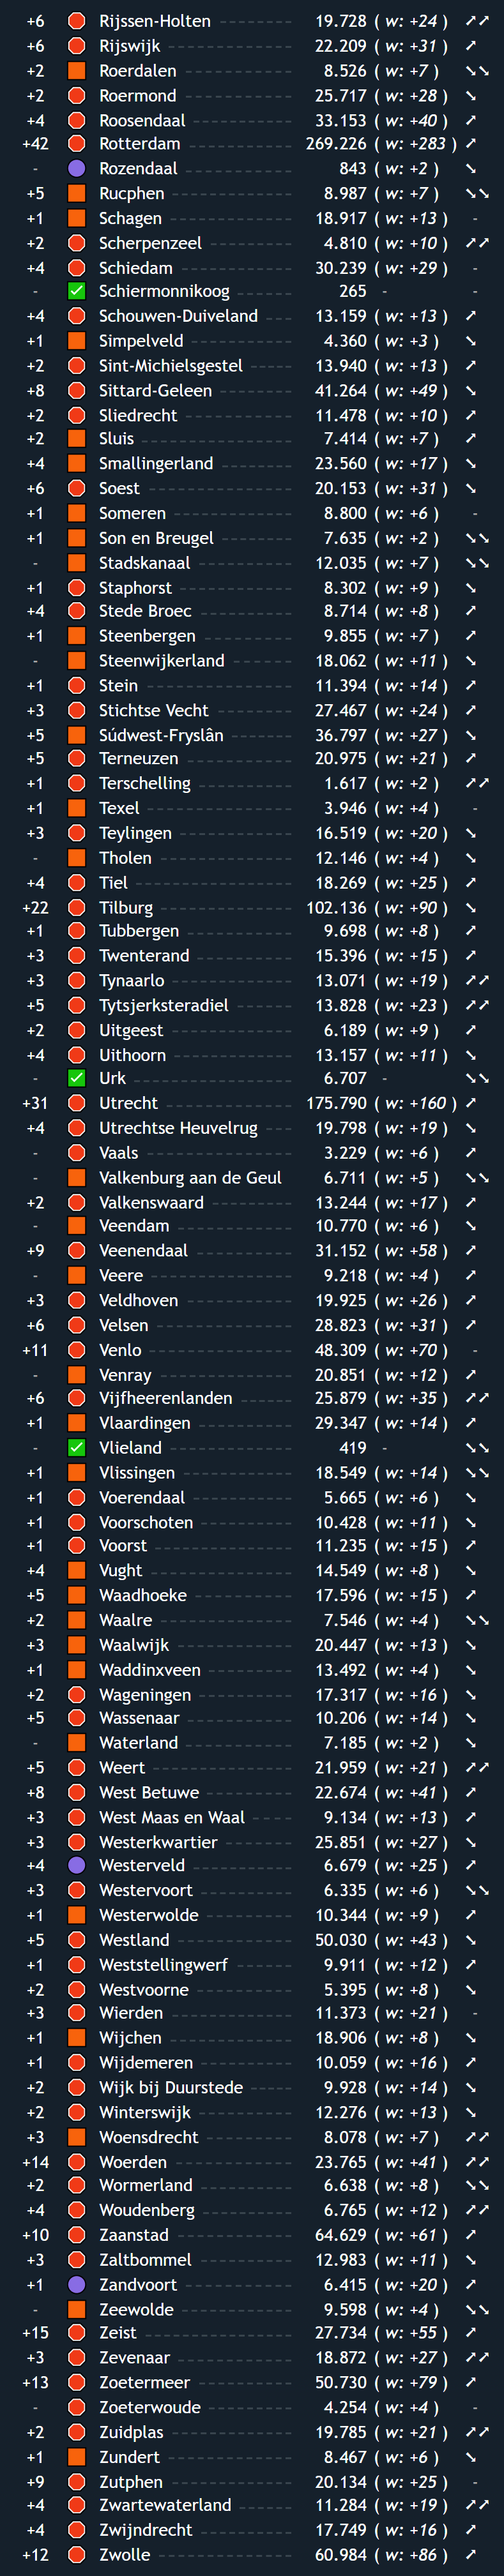 +6 Rijssen-Holten 19.728 ( w: +24 ) ➚➚
+6 Rijswijk 22.209 ( w: +31 ) ➚
+2 Roerdalen 8.526 ( w: +7 ) ➘➘
+2 Roermond 25.717 ( w: +28 ) ➘
+4 Roosendaal 33.153 ( w: +40 ) ➚
+42 Rotterdam 269.226 ( w: +283 ) ➚
- Rozendaal 843 ( w: +2 ) ➘
+5 Rucphen 8.987 ( w: +7 ) ➘➘
+1 Schagen 18.917 ( w: +13 ) -
+2 Scherpenzeel 4.810 ( w: +10 ) ➚➚
+4 Schiedam 30.239 ( w: +29 ) -
- Schiermonnikoog 265 - -
+4 Schouwen-Duiveland 13.159 ( w: +13 ) ➚
+1 Simpelveld 4.360 ( w: +3 ) ➘
+2 Sint-Michielsgestel 13.940 ( w: +13 ) ➚
+8 Sittard-Geleen 41.264 ( w: +49 ) ➘
+2 Sliedrecht 11.478 ( w: +10 ) ➚
+2 Sluis 7.414 ( w: +7 ) ➚
+4 Smallingerland 23.560 ( w: +17 ) ➘
+6 Soest 20.153 ( w: +31 ) ➘
+1 Someren 8.800 ( w: +6 ) -
+1 Son en Breugel 7.635 ( w: +2 ) ➘➘
- Stadskanaal 12.035 ( w: +7 ) ➘➘
+1 Staphorst 8.302 ( w: +9 ) ➘
+4 Stede Broec 8.714 ( w: +8 ) ➚
+1 Steenbergen 9.855 ( w: +7 ) ➚
- Steenwijkerland 18.062 ( w: +11 ) ➘
+1 Stein 11.394 ( w: +14 ) ➚
+3 Stichtse Vecht 27.467 ( w: +24 ) ➚
+5 Súdwest-Fryslân 36.797 ( w: +27 ) ➘
+5 Terneuzen 20.975 ( w: +21 ) ➚
+1 Terschelling 1.617 ( w: +2 ) ➚➚
+1 Texel 3.946 ( w: +4 ) -
+3 Teylingen 16.519 ( w: +20 ) ➘
- Tholen 12.146 ( w: +4 ) ➘
+4 Tiel 18.269 ( w: +25 ) ➚
+22 Tilburg 102.136 ( w: +90 ) ➘
+1 Tubbergen 9.698 ( w: +8 ) ➚
+3 Twenterand 15.396 ( w: +15 ) ➚
+3 Tynaarlo 13.071 ( w: +19 ) ➚➚
+5 Tytsjerksteradiel 13.828 ( w: +23 ) ➚➚
+2 Uitgeest 6.189 ( w: +9 ) ➚
+4 Uithoorn 13.157 ( w: +11 ) ➘
- Urk 6.707 - ➘➘
+31 Utrecht 175.790 ( w: +160 ) ➚
+4 Utrechtse Heuvelrug 19.798 ( w: +19 ) ➘
- Vaals 3.229 ( w: +6 ) ➚
- Valkenburg aan de Geul 6.711 ( w: +5 ) ➘➘
+2 Valkenswaard 13.244 ( w: +17 ) ➚
- Veendam 10.770 ( w: +6 ) ➘
+9 Veenendaal 31.152 ( w: +58 ) ➚
- Veere 9.218 ( w: +4 ) ➚
+3 Veldhoven 19.925 ( w: +26 ) ➚
+6 Velsen 28.823 ( w: +31 ) ➚
+11 Venlo 48.309 ( w: +70 ) -
- Venray 20.851 ( w: +12 ) ➚
+6 Vijfheerenlanden 25.879 ( w: +35 ) ➚➚
+1 Vlaardingen 29.347 ( w: +14 ) ➚
- Vlieland 419 - ➘➘
+1 Vlissingen 18.549 ( w: +14 ) ➘➘
+1 Voerendaal 5.665 ( w: +6 ) ➘
+1 Voorschoten 10.428 ( w: +11 ) ➘
+1 Voorst 11.235 ( w: +15 ) ➚
+4 Vught 14.549 ( w: +8 ) ➘
+5 Waadhoeke 17.596 ( w: +15 ) ➚
+2 Waalre 7.546 ( w: +4 ) ➘➘
+3 Waalwijk 20.447 ( w: +13 ) ➘
+1 Waddinxveen 13.492 ( w: +4 ) ➘
+2 Wageningen 17.317 ( w: +16 ) ➘
+5 Wassenaar 10.206 ( w: +14 ) ➘
- Waterland 7.185 ( w: +2 ) ➘
+5 Weert 21.959 ( w: +21 ) ➚➚
+8 West Betuwe 22.674 ( w: +41 ) ➚
+3 West Maas en Waal 9.134 ( w: +13 ) ➚
+3 Westerkwartier 25.851 ( w: +27 ) ➘
+4 Westerveld 6.679 ( w: +25 ) ➚
+3 Westervoort 6.335 ( w: +6 ) ➘➘
+1 Westerwolde 10.344 ( w: +9 ) ➚
+5 Westland 50.030 ( w: +43 ) ➘
+1 Weststellingwerf 9.911 ( w: +12 ) ➚
+2 Westvoorne 5.395 ( w: +8 ) ➘
+3 Wierden 11.373 ( w: +21 ) -
+1 Wijchen 18.906 ( w: +8 ) ➘
+1 Wijdemeren 10.059 ( w: +16 ) ➚
+2 Wijk bij Duurstede 9.928 ( w: +14 ) ➘
+2 Winterswijk 12.276 ( w: +13 ) ➘
+3 Woensdrecht 8.078 ( w: +7 ) ➚➚
+14 Woerden 23.765 ( w: +41 ) ➚➚
+2 Wormerland 6.638 ( w: +8 ) ➘➘
+4 Woudenberg 6.765 ( w: +12 ) ➚➚
+10 Zaanstad 64.629 ( w: +61 ) ➚
+3 Zaltbommel 12.983 ( w: +11 ) ➘
+1 Zandvoort 6.415 ( w: +20 ) ➚
- Zeewolde 9.598 ( w: +4 ) ➘➘
+15 Zeist 27.734 ( w: +55 ) ➚
+3 Zevenaar 18.872 ( w: +27 ) ➚➚
+13 Zoetermeer 50.730 ( w: +79 ) ➚
- Zoeterwoude 4.254 ( w: +4 ) -
+2 Zuidplas 19.785 ( w: +21 ) ➚➚
+1 Zundert 8.467 ( w: +6 ) ➘
+9 Zutphen 20.134 ( w: +25 ) -
+4 Zwartewaterland 11.284 ( w: +19 ) ➚➚
+4 Zwijndrecht 17.749 ( w: +16 ) ➚
+12 Zwolle 60.984 ( w: +86 ) ➚